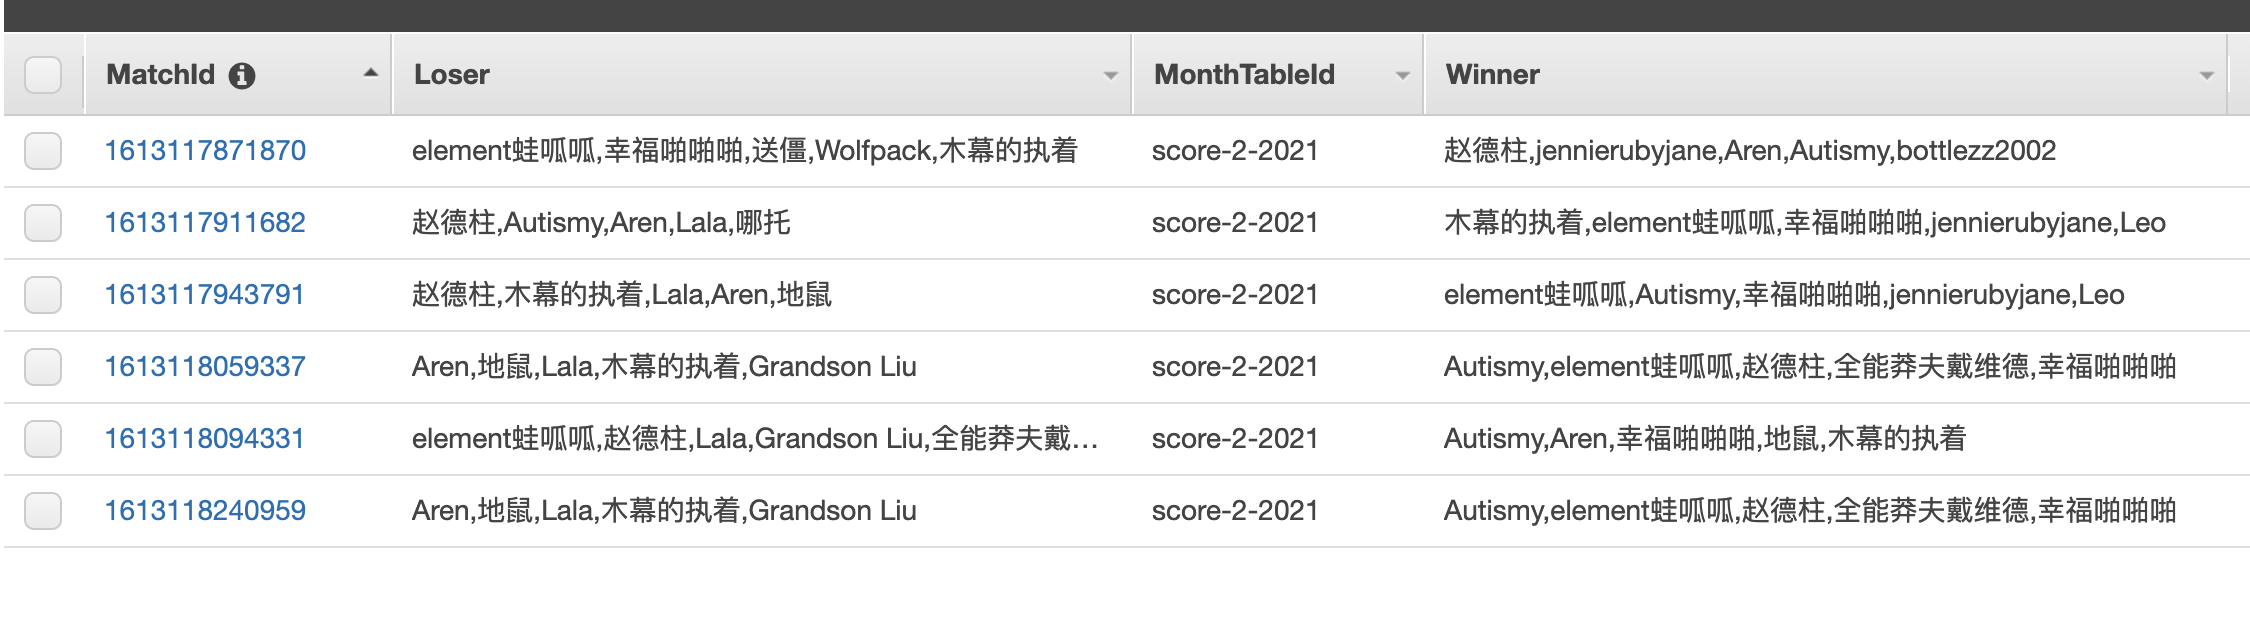 MatchId Loser MonthTableId Winner
1613117871870 element蛙呱呱,幸福啪啪啪,送僵,Wolfpack,木幕的执着 score-2-2021 赵德柱,jennierubyjane,Aren,Autismy,bottlezz2002
1613117911682 赵德柱,Autismy,Aren,Lala,哪托 score-2-2021 木幕的执着,element蛙呱呱,幸福啪啪啪,jennierubyjane,Leo
1613117943791 赵德柱,木幕的执着,Lala,Aren,地鼠 score-2-2021 element蛙呱呱,Autismy,幸福啪啪啪,jennierubyjane,Leo
1613118059337 Aren,地鼠,Lala,木幕的执着,Grandson Liu score-2-2021 Autismy,element蛙呱呱,赵德柱,全能莽夫戴维德,幸福啪啪啪
1613118094331 element蛙呱呱,赵德柱,Lala,Grandson Liu,全能莽夫戴… score-2-2021 Autismy,Aren,幸福啪啪啪,地鼠,木幕的执着
1613118240959 Aren,地鼠,Lala,木幕的执着,Grandson Liu score-2-2021 Autismy,element蛙呱呱,赵德柱,全能莽夫戴维德,幸福啪啪啪